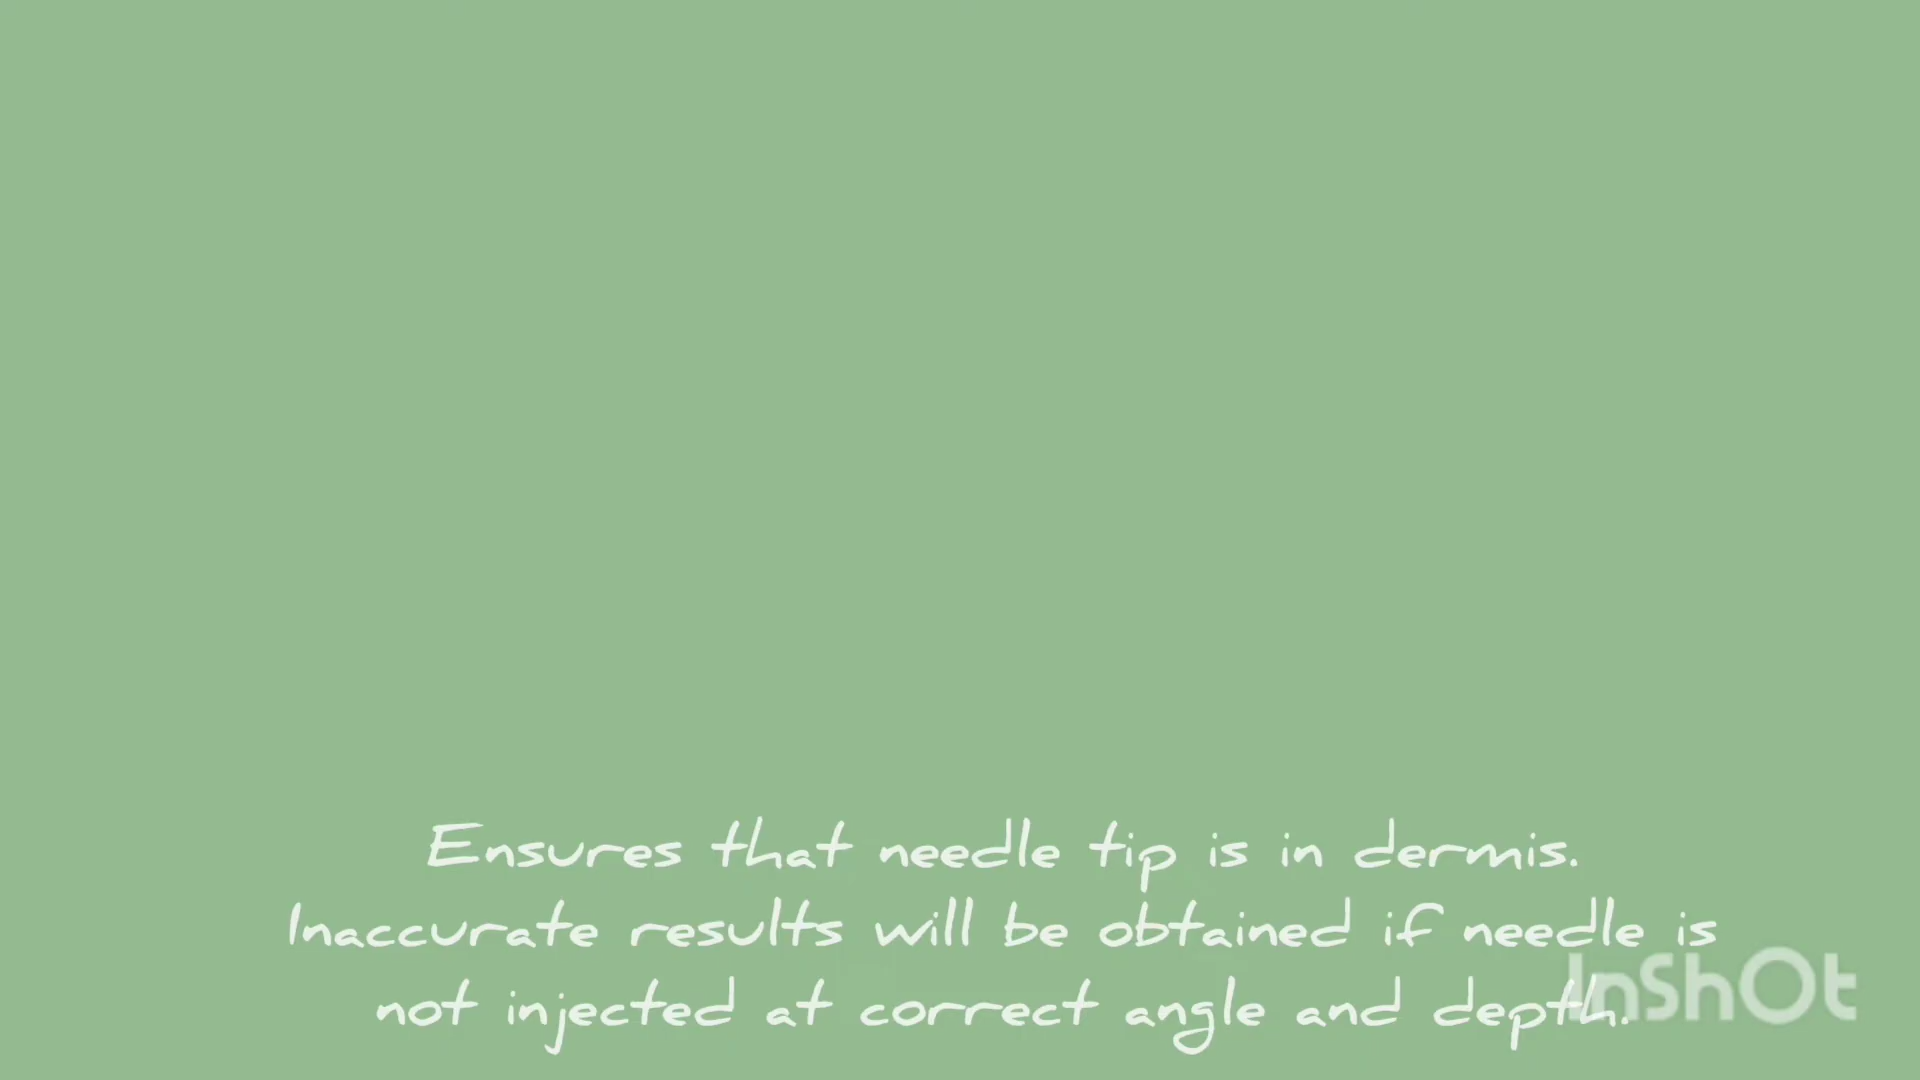 Ensures that needle tip is in dermis.
Inaccurate results will be obtained if needle is
not injected at correct angle and depth.
InShOt